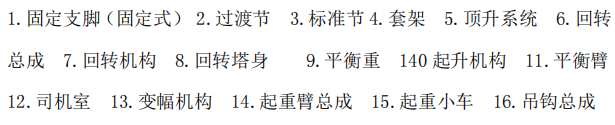 1.固定支脚（固定式） 2.过渡节 3.标准节 4.套架 5.顶升系统 6.回转
总成 7.回转机构 8.回转塔身 9.平衡重 140 起升机构 11.平衡臂
12.司机室 13.变幅机构 14.起重臂总成 15.起重小车 16.吊钩总成